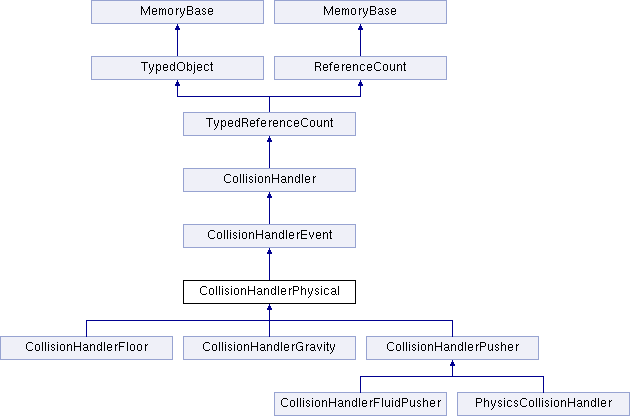 MemoryBase
MemoryBase
TypedObject
ReferenceCount
TypedReferenceCount
CollisionHandler
CollisionHandlerEvent
CollisionHandlerPhysical
CollisionHandlerFloor
CollisionHandlerGravity
CollisionHandlerPusher
CollisionHandlerFluidPusher
PhysicsCollisionHandler